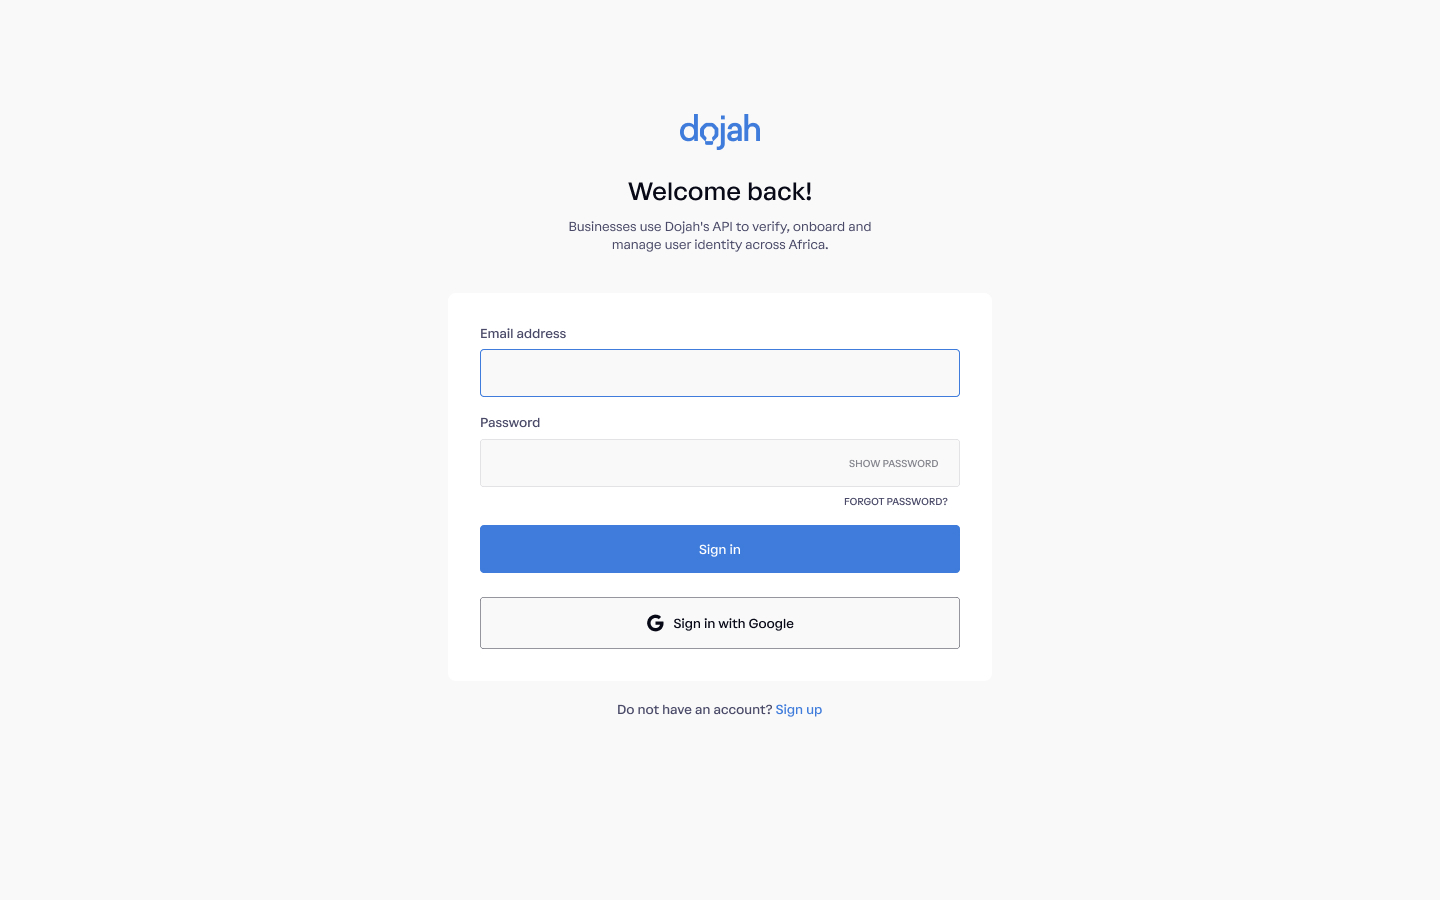 dojah
Welcome back!
Businesses use Dojah's API to verify, onboard and
manage user identity across Africa.
Email address
Password
SHOW PASSWORD
FORGOT PASSWORD?
Sign in
Sign in with Google
Do not have an account? Sign up